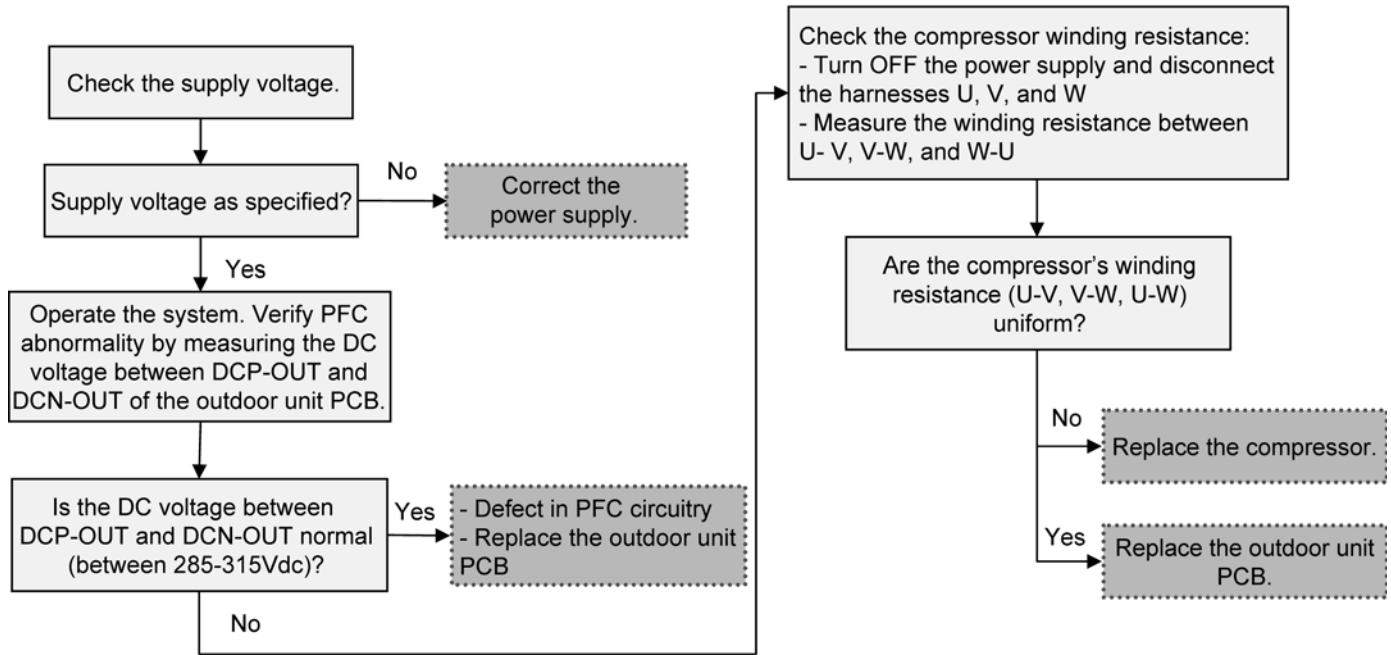 Check the supply voltage.
Supply voltage as specified?
No
Correct the
power supply.
Yes
Operate the system. Verify PFC
abnormality by measuring the DC
voltage between DCP-OUT and
DCN-OUT of the outdoor unit PCB.
Is the DC voltage between
DCP-OUT and DCN-OUT normal
(between 285-315Vdc)?
Yes
- Defect in PFC circuitry
- Replace the outdoor unit
PCB
No
Check the compressor winding resistance:
- Turn OFF the power supply and disconnect
the harnesses U, V, and W
- Measure the winding resistance between
U- V, V-W, and W-U
Are the compressor’s winding
resistance (U-V, V-W, U-W)
uniform?
No
Replace the compressor.
Yes
Replace the outdoor unit
PCB.